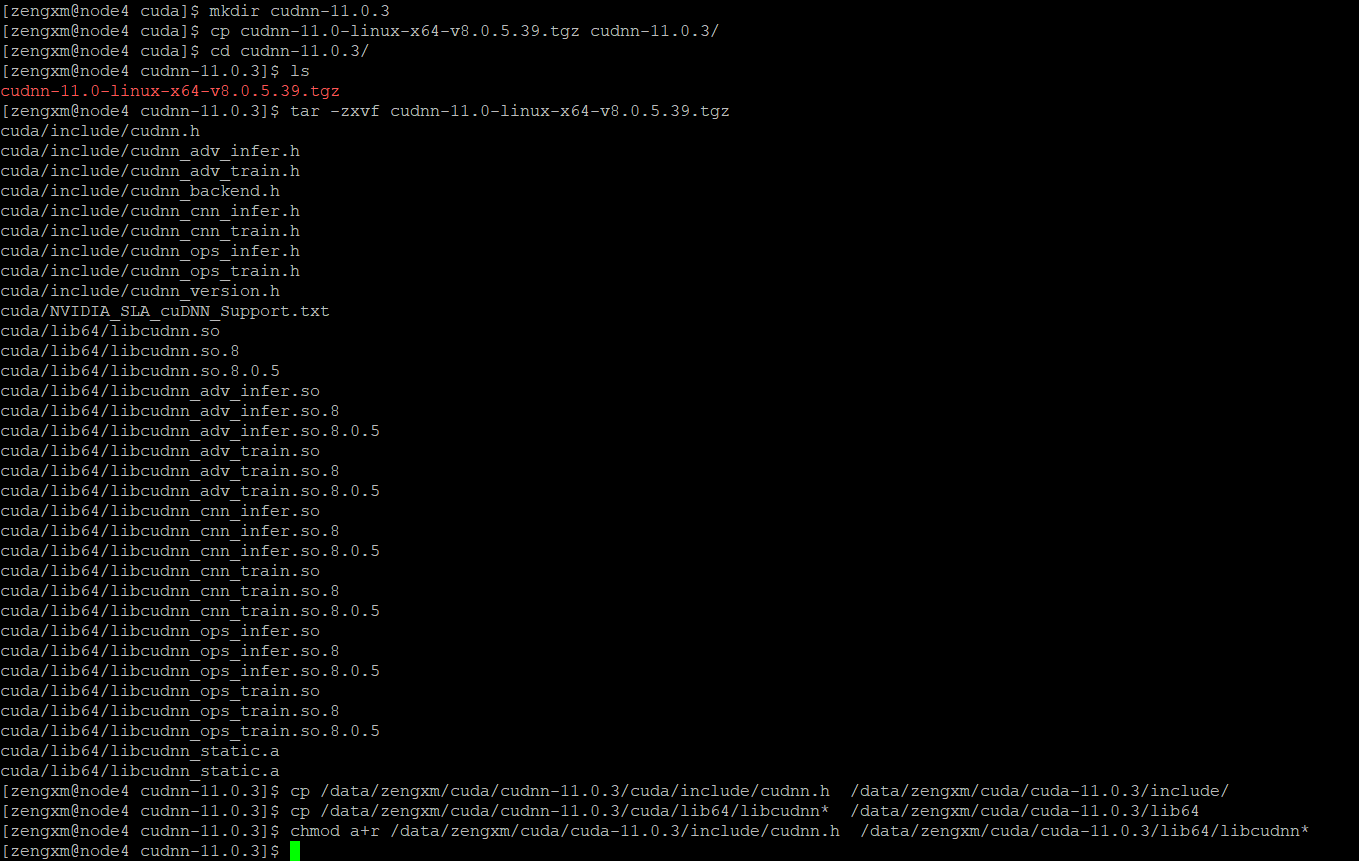 [zengxm@node4 cuda]$ mkdir cudnn-11.0.3
[zengxm@node4 cuda]$ cp cudnn-11.0-linux-x64-v8.0.5.39.tgz cudnn-11.0.3/
[zengxm@node4 cuda]$ cd cudnn-11.0.3/
[zengxm@node4 cudnn-11.0.3]$ ls
cudnn-11.0-linux-x64-v8.0.5.39.tgz
[zengxm@node4 cudnn-11.0.3]$ tar -zxvf cudnn-11.0-linux-x64-v8.0.5.39.tgz
cuda/include/cudnn.h
cuda/include/cudnn_adv_infer.h
cuda/include/cudnn_adv_train.h
cuda/include/cudnn_backend.h
cuda/include/cudnn_cnn_infer.h
cuda/include/cudnn_cnn_train.h
cuda/include/cudnn_ops_infer.h
cuda/include/cudnn_ops_train.h
cuda/include/cudnn_version.h
cuda/NVIDIA_SLA_cuDNN_Support.txt
cuda/lib64/libcudnn.so
cuda/lib64/libcudnn.so.8
cuda/lib64/libcudnn.so.8.0.5
cuda/lib64/libcudnn_adv_infer.so
cuda/lib64/libcudnn_adv_infer.so.8
cuda/lib64/libcudnn_adv_infer.so.8.0.5
cuda/lib64/libcudnn_adv_train.so
cuda/lib64/libcudnn_adv_train.so.8
cuda/lib64/libcudnn_adv_train.so.8.0.5
cuda/lib64/libcudnn_cnn_infer.so
cuda/lib64/libcudnn_cnn_infer.so.8
cuda/lib64/libcudnn_cnn_infer.so.8.0.5
cuda/lib64/libcudnn_cnn_train.so
cuda/lib64/libcudnn_cnn_train.so.8
cuda/lib64/libcudnn_cnn_train.so.8.0.5
cuda/lib64/libcudnn_ops_infer.so
cuda/lib64/libcudnn_ops_infer.so.8
cuda/lib64/libcudnn_ops_infer.so.8.0.5
cuda/lib64/libcudnn_ops_train.so
cuda/lib64/libcudnn_ops_train.so.8
cuda/lib64/libcudnn_ops_train.so.8.0.5
cuda/lib64/libcudnn_static.a
cuda/lib64/libcudnn_static.a
[zengxm@node4 cudnn-11.0.3]$ cp /data/zengxm/cuda/cudnn-11.0.3/cuda/include/cudnn.h  /data/zengxm/cuda/cuda-11.0.3/include/
[zengxm@node4 cudnn-11.0.3]$ cp /data/zengxm/cuda/cudnn-11.0.3/cuda/lib64/libcudnn*  /data/zengxm/cuda/cuda-11.0.3/lib64
[zengxm@node4 cudnn-11.0.3]$ chmod a+r /data/zengxm/cuda/cuda-11.0.3/include/cudnn.h  /data/zengxm/cuda/cuda-11.0.3/lib64/libcudnn*
[zengxm@node4 cudnn-11.0.3]$